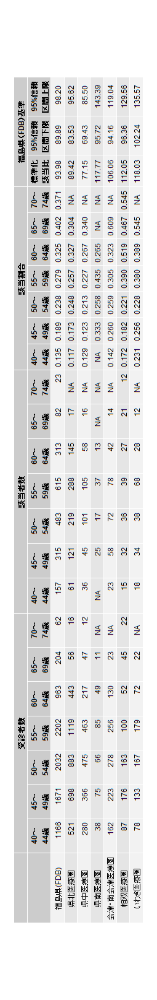 受診者数 該当者数 該当割合 福島県(FDB)基準
40～44歳 45～49歳 50～54歳 55～59歳 60～64歳 65～69歳 70～74歳 40～44歳 45～49歳 50～54歳 55～59歳 60～64歳 65～69歳 70～74歳 40～44歳 45～49歳 50～54歳 55～59歳 60～64歳 65～69歳 70～74歳 標準化該当比 95%信頼区間下限 95%信頼区間上限
福島県(FDB) 1166 1671 2032 2202 963 204 62 157 315 483 615 313 82 23 0.135 0.189 0.238 0.279 0.325 0.402 0.371 93.98 89.89 98.20
県北医療圏 521 698 883 1119 443 56 16 61 121 219 288 145 17 NA 0.117 0.173 0.248 0.257 0.327 0.304 NA 89.42 83.53 95.62
県中医療圏 280 366 475 463 217 47 12 36 45 101 105 58 16 NA 0.129 0.123 0.213 0.227 0.267 0.340 NA 77.15 69.43 85.50
県南医療圏 38 75 66 85 49 11 NA NA 25 17 37 13 NA NA NA 0.333 0.258 0.435 0.265 NA NA 117.77 95.72 143.39
会津・南会津医療圏 162 223 278 256 130 23 NA 23 58 72 78 42 14 NA 0.142 0.260 0.259 0.305 0.323 0.609 NA 106.06 94.16 119.04
相双医療圏 87 176 163 100 52 45 22 15 32 36 39 27 21 12 0.172 0.182 0.221 0.390 0.519 0.467 0.545 112.05 96.36 129.56
いわき医療圏 78 133 167 179 72 22 NA 18 34 38 68 28 12 NA 0.231 0.256 0.228 0.380 0.389 0.545 NA 118.03 102.24 135.57